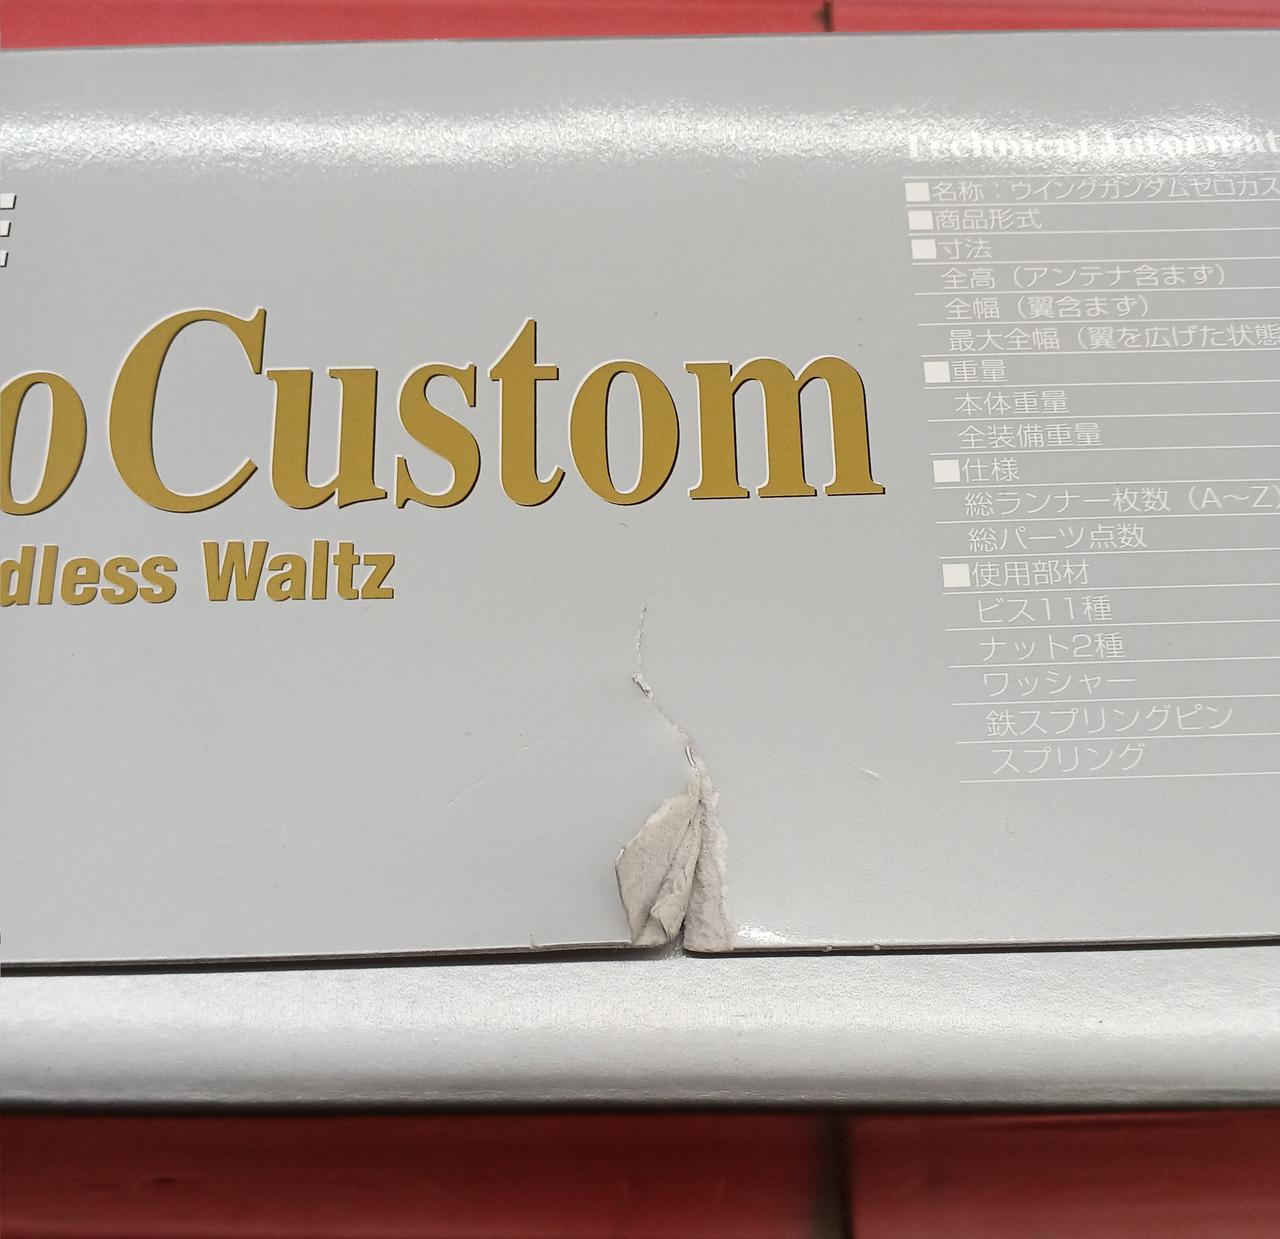 E
o Custom
dless Waltz
Technical Informat
■名称：ウイングガンダムゼロカス
■商品形式
■寸法
全高（アンテナ含まず）
全幅（翼含まず）
最大全幅（翼を広げた状態
■重量
本体重量
全装備重量
■仕様
総ランナー枚数（A～Z）
総パーツ点数
■使用部材
ビス11種
ナット2種
ワッシャー
鉄スプリングピン
スプリング